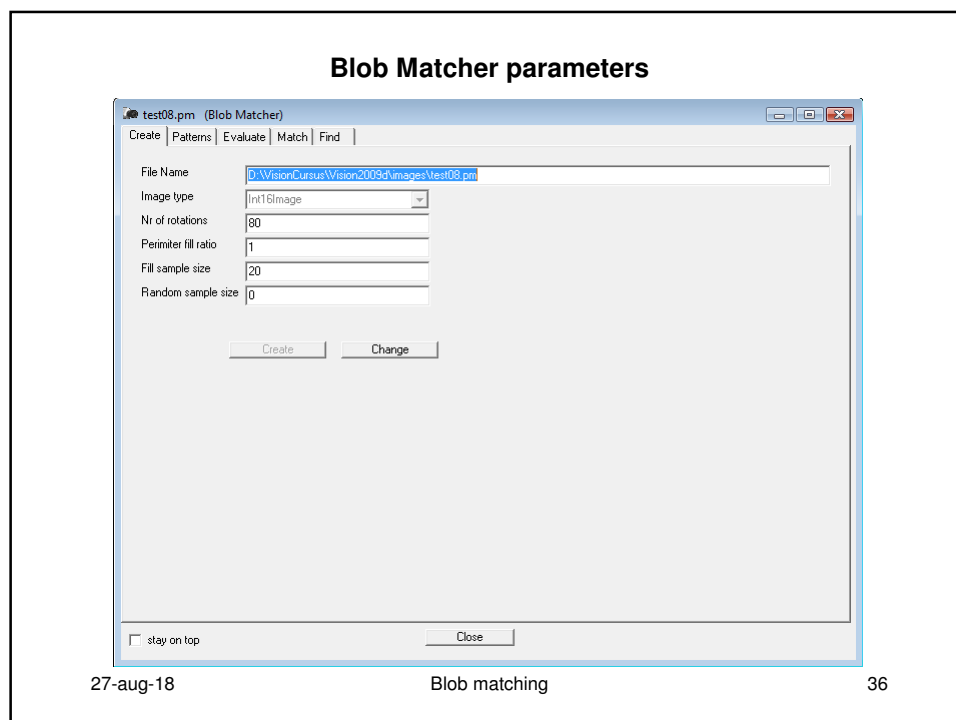 Blob Matcher parameters
test08.pm (Blob Matcher)
Create Patterns Evaluate Match Find
File Name D:\VisionCursus\Vision2009d\images\test08.pm
Image type Int16Image
Nr of rotations 80
Perimiter fill ratio 1
Fill sample size 20
Random sample size 0
Create Change
stay on top Close
27-aug-18 Blob matching 36